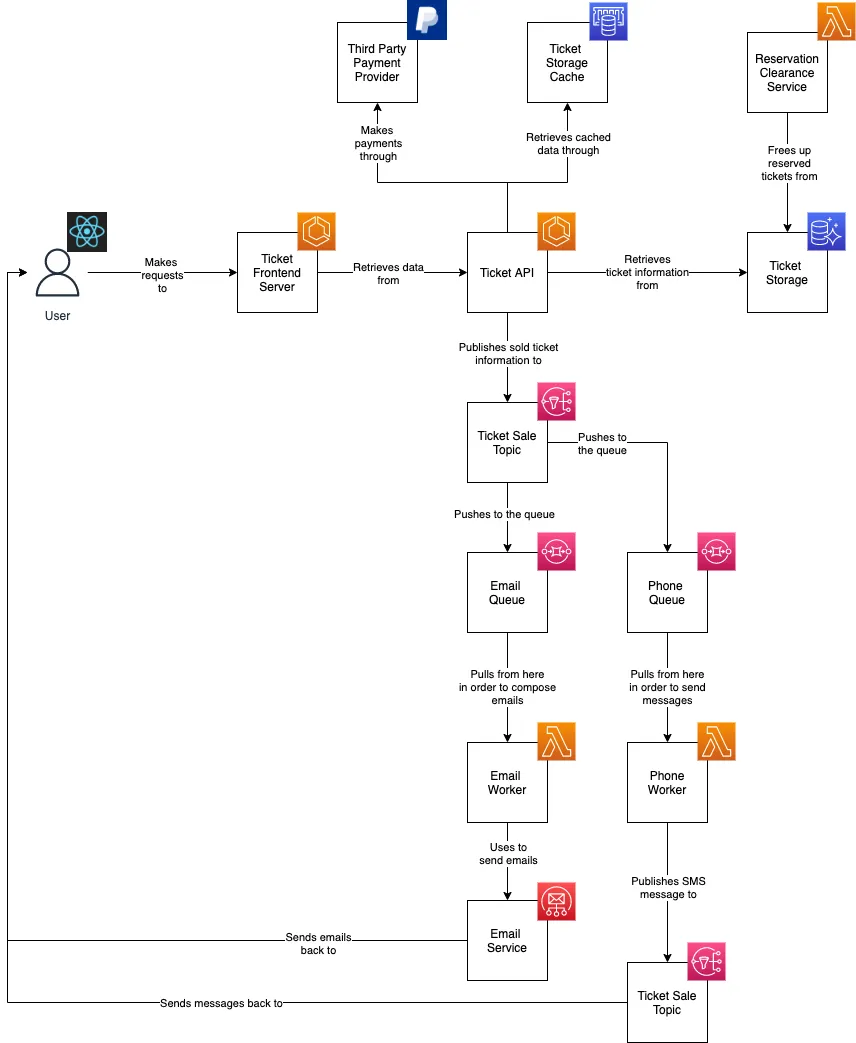 Third Party
Payment
Provider
Ticket
Storage
Cache
Reservation
Clearance
Service
Makes
payments
through
Retrieves cached
data through
Frees up
reserved
tickets from
User
Makes
requests
to
Ticket
Frontend
Server
Retrieves data
from
Ticket API
Retrieves
ticket information
from
Ticket
Storage
Publishes sold ticket
information to
Ticket Sale
Topic
Pushes to
the queue
Pushes to the queue
Email
Queue
Phone
Queue
Pulls from here
in order to compose
emails
Pulls from here
in order to send
messages
Email
Worker
Phone
Worker
Uses to
send emails
Publishes SMS
message to
Email
Service
Sends emails
back to
Ticket Sale
Topic
Sends messages back to